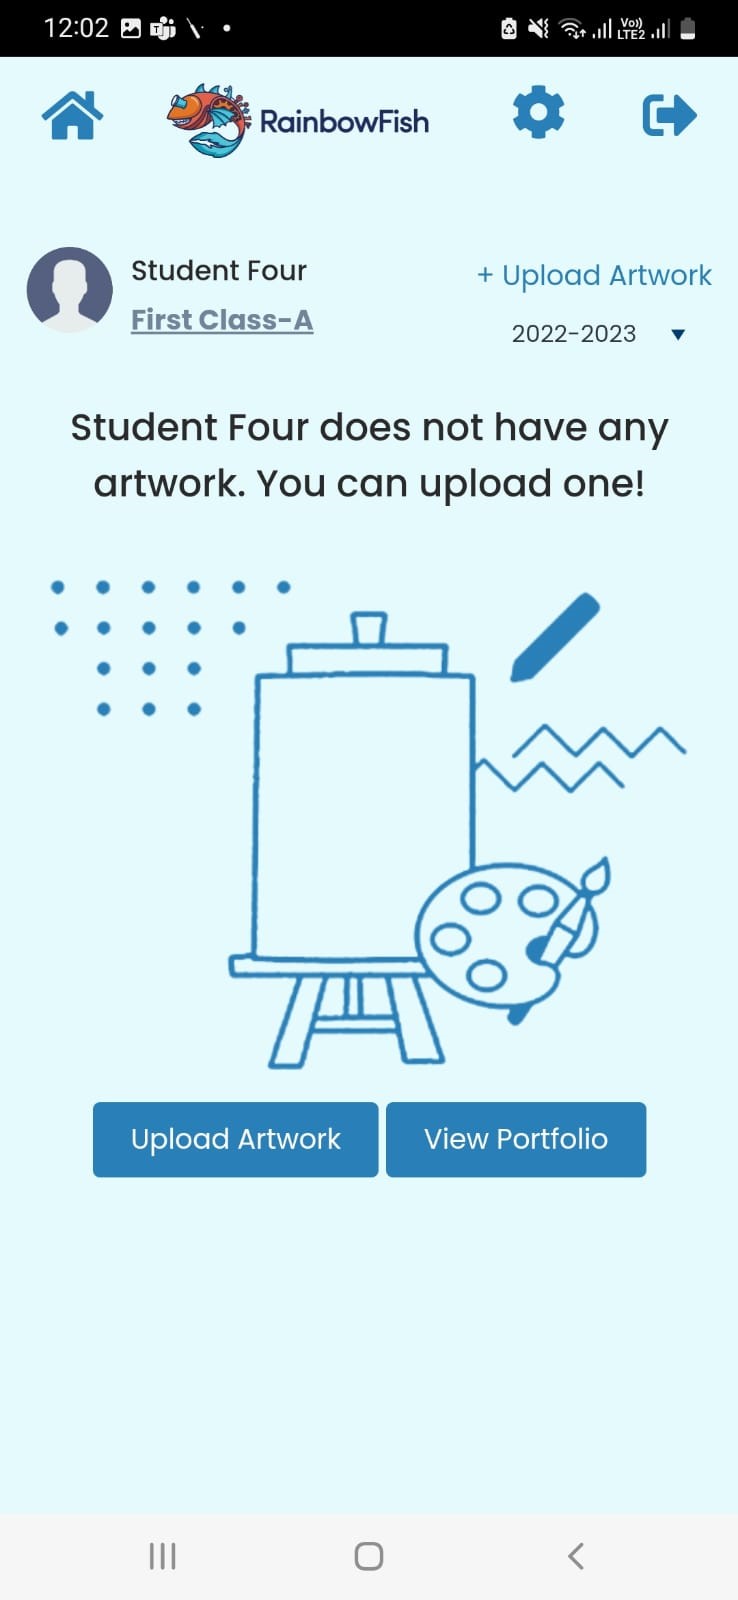 12:02
Vo))
LTE2
RainbowFish
Student Four
First Class-A
+ Upload Artwork
2022-2023
Student Four does not have any
artwork. You can upload one!
Upload Artwork
View Portfolio